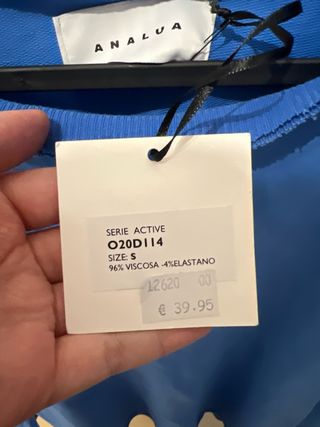 ANALUA
SERIE ACTIVE
O20D114
SIZE: S
96% VISCOSA -4%ELASTANO
12620 00
€ 39.95